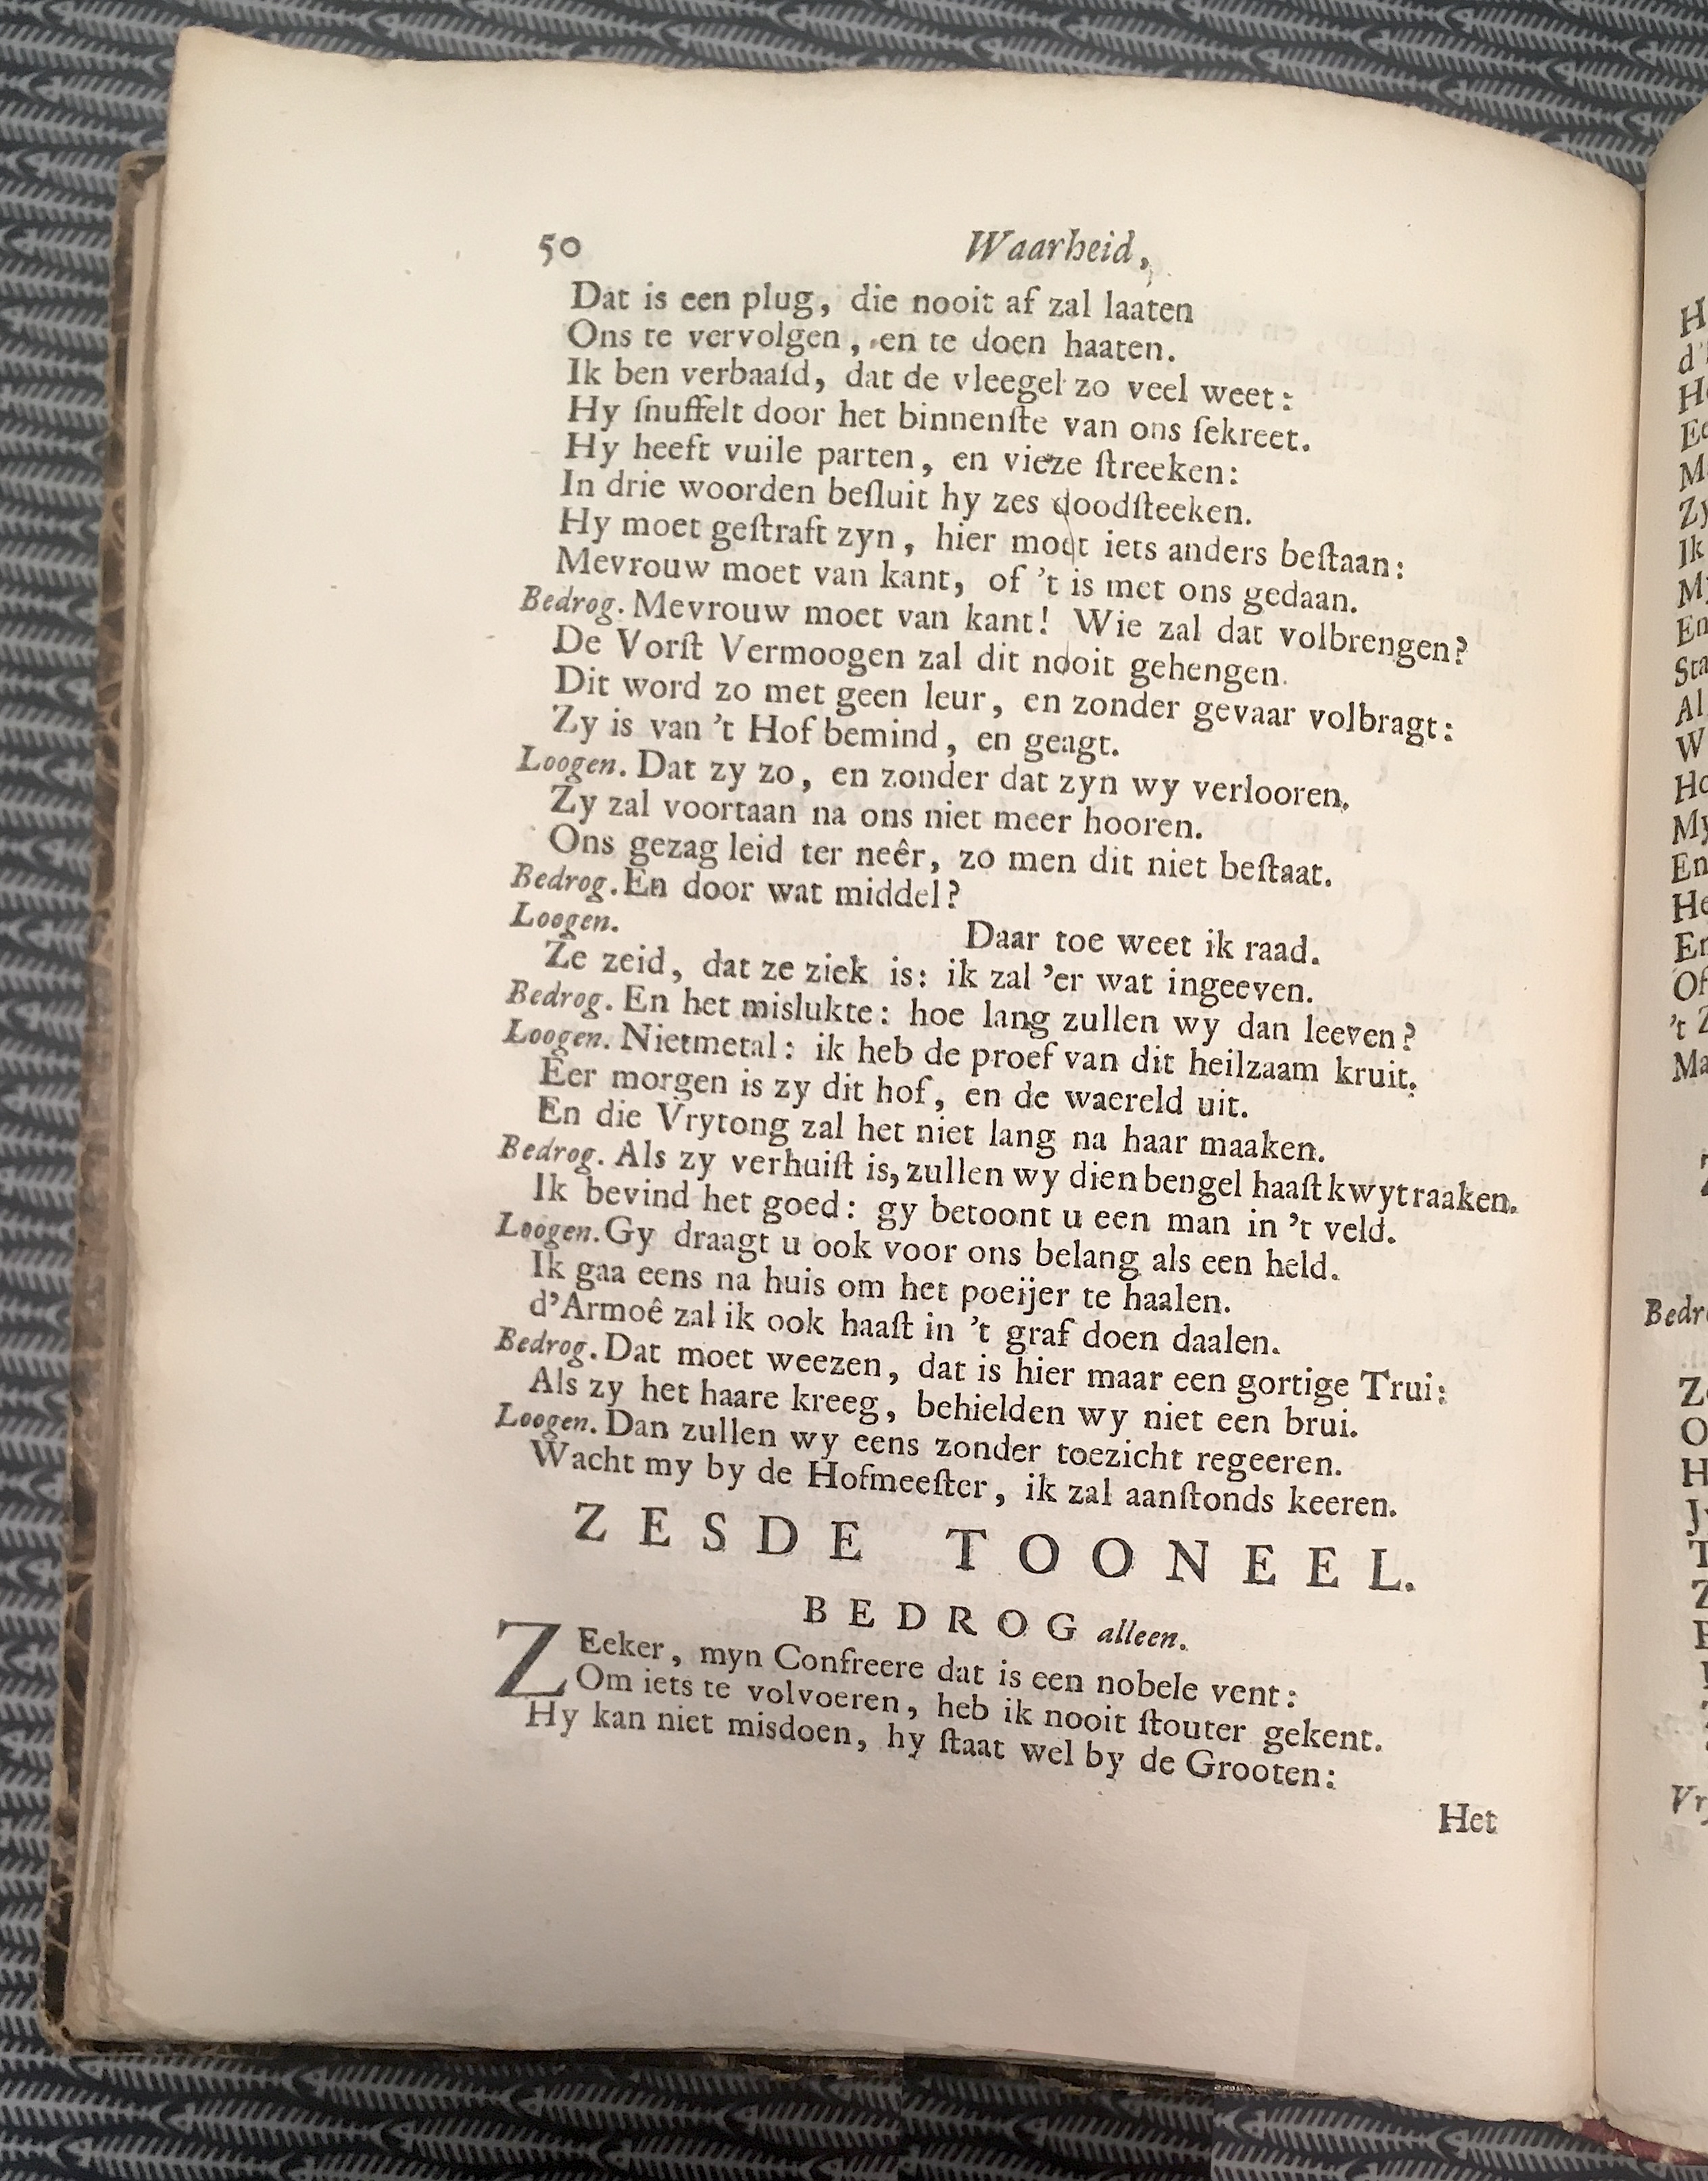 50 Waarheid,
Dat is een plug, die nooit af zal laaten
Ons te vervolgen, en te doen haaten.
Ik ben verbaaſd, dat de vleegel zo veel weet:
Hy ſnuffelt door het binnenſte van ons ſekreet.
Hy heeft vuile parten, en vieze ſtreeken:
In drie woorden beſluit hy zes doodſteeken.
Hy moet geſtraft zyn, hier moet iets anders beſtaan:
Mevrouw moet van kant, of 't is met ons gedaan.
Bedrog. Mevrouw moet van kant! Wie zal dat volbrengen?
De Vorſt Vermoogen zal dit nooit gehengen.
Dit word zo met geen leur, en zonder gevaar volbragt:
Zy is van 't Hof bemind, en geagt.
Loogen. Dat zy zo, en zonder dat zyn wy verlooren.
Zy zal voortaan na ons niet meer hooren.
Ons gezag leid ter neêr, zo men dit niet beſtaat.
Bedrog. En door wat middel?
Loogen. Daar toe weet ik raad.
Ze zeid, dat ze ziek is: ik zal 'er wat ingeeven.
Bedrog. En het mislukte: hoe lang zullen wy dan leeven?
Loogen. Nietmetal: ik heb de proef van dit heilzaam kruit.
Eer morgen is zy dit hof, en de waereld uit.
En die Vrytong zal het niet lang na haar maaken.
Bedrog. Als zy verhuiſt is, zullen wy dien bengel haaſt kwyt raaken.
Ik bevind het goed: gy betoont u een man in 't veld.
Loogen. Gy draagt u ook voor ons belang als een held.
Ik gaa eens na huis om het poeijer te haalen.
d'Armoê zal ik ook haaſt in 't graf doen daalen.
Bedrog. Dat moet weezen, dat is hier maar een gortige Trui:
Als zy het haare kreeg, behielden wy niet een brui.
Loogen. Dan zullen wy eens zonder toezicht regeeren.
Wacht my by de Hofmeeſter, ik zal aanſtonds keeren.
ZESDE TOONEEL.
BEDROG alleen.
ZEeker, myn Confreere dat is een nobele vent:
Om iets te volvoeren, heb ik nooit ſtouter gekent.
Hy kan niet misdoen, hy ſtaat wel by de Grooten:
Het